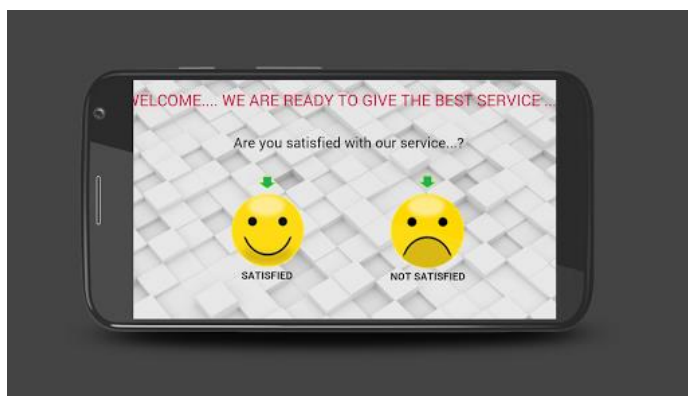 WELCOME.... WE ARE READY TO GIVE THE BEST SERVICE ...
Are you satisfied with our service...?
SATISFIED
NOT SATISFIED